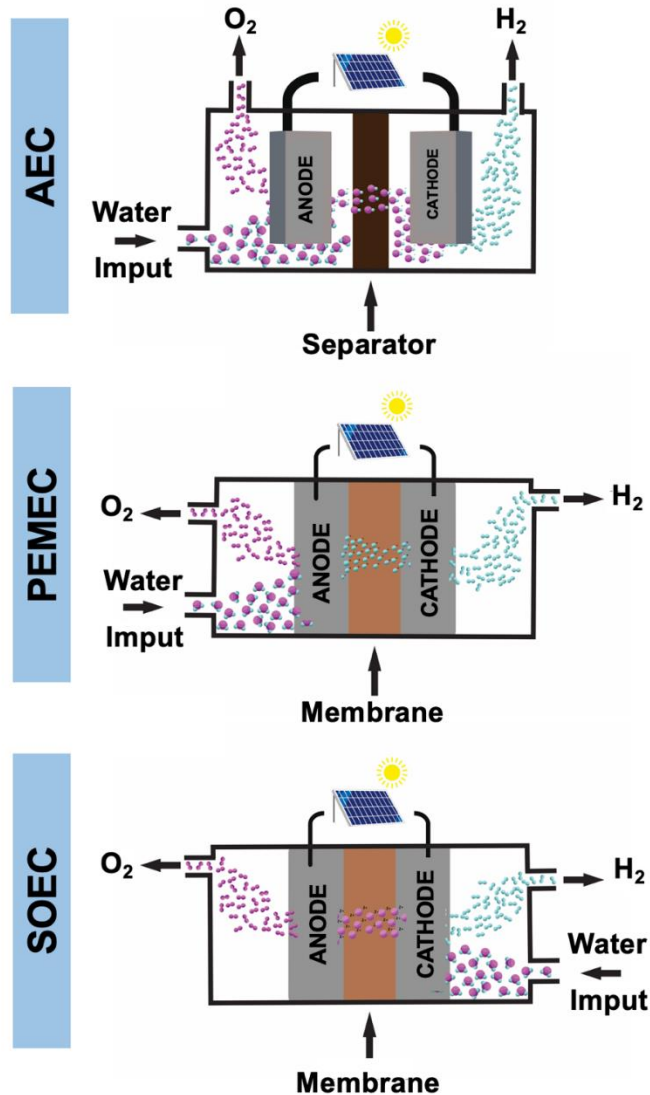 O2
H2
AEC
ANODE
CATHODE
Water
Imput
Separator
PEMEC
O2
H2
ANODE
CATHODE
Water
Imput
Membrane
SOEC
O2
H2
ANODE
CATHODE
Water
Imput
Membrane